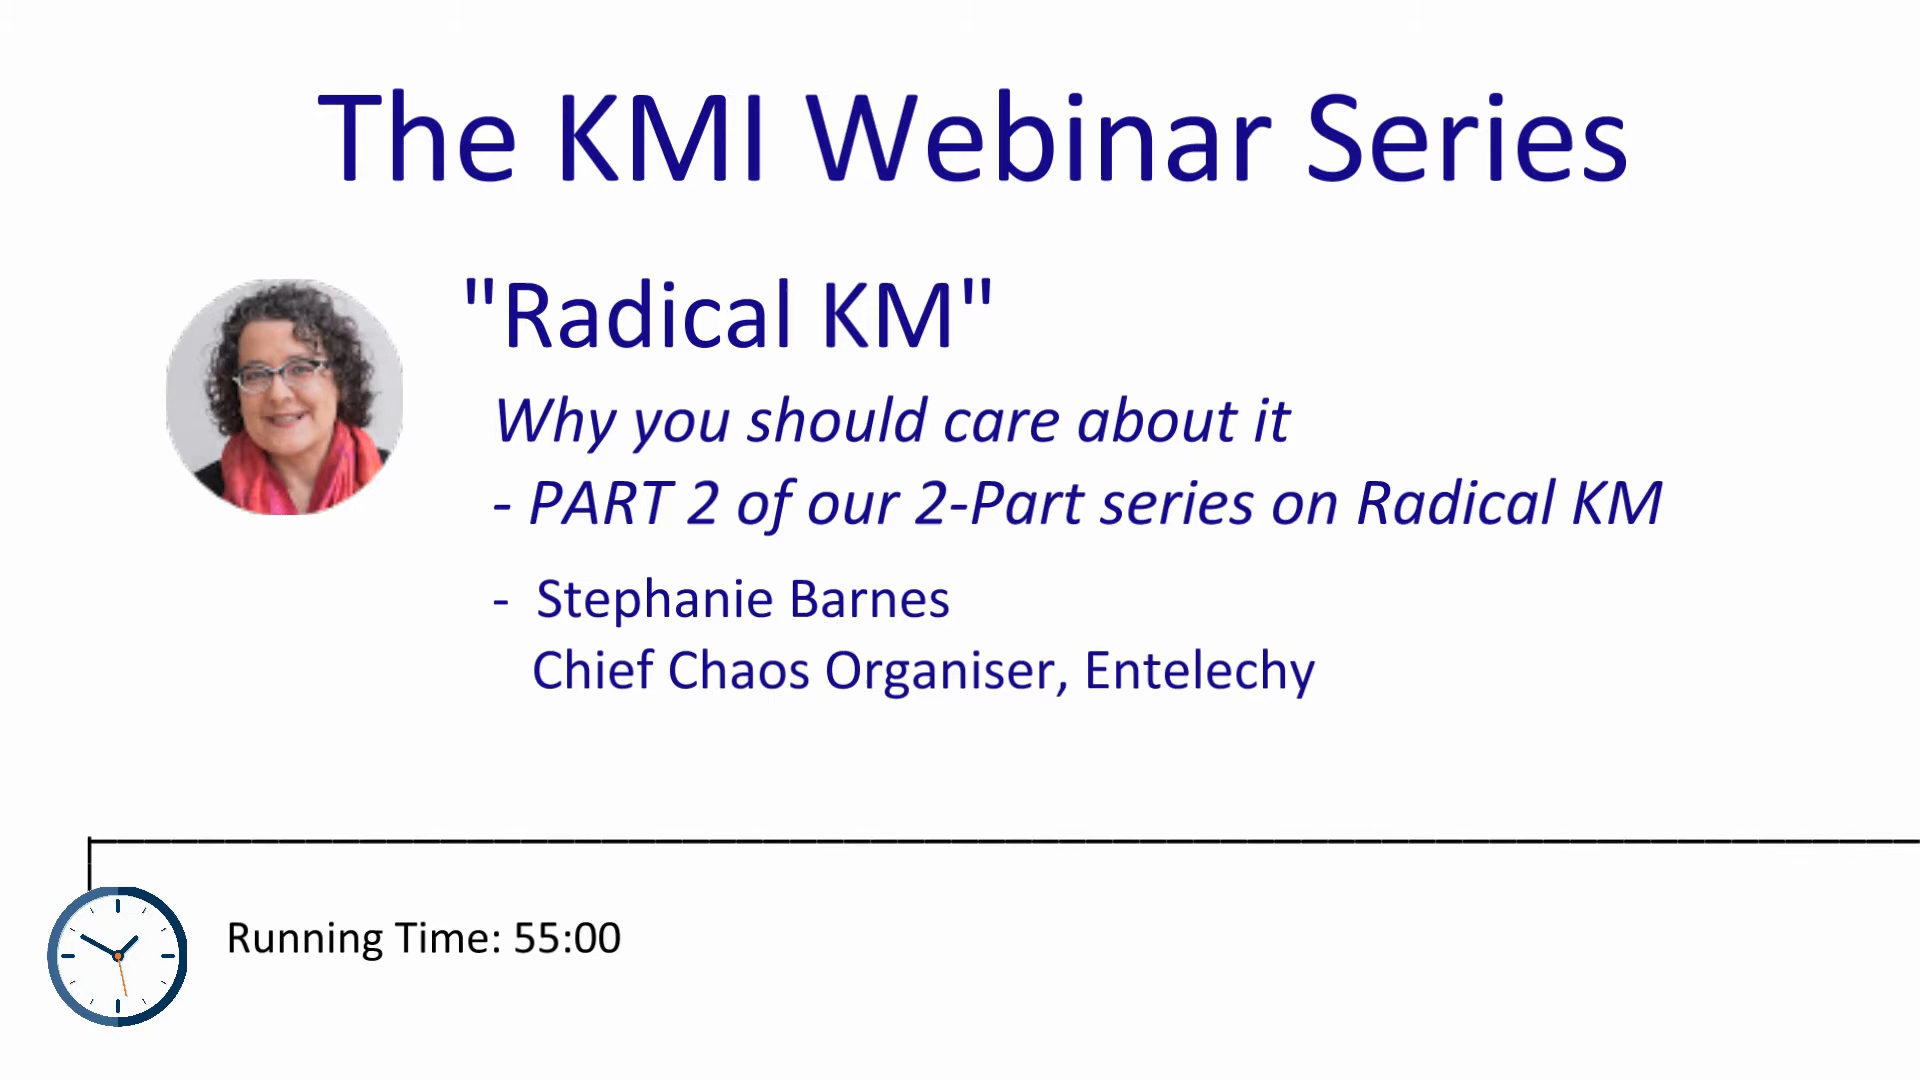 The KMI Webinar Series
"Radical KM"
Why you should care about it
- PART 2 of our 2-Part series on Radical KM
- Stephanie Barnes
Chief Chaos Organiser, Entelechy
Running Time: 55:00